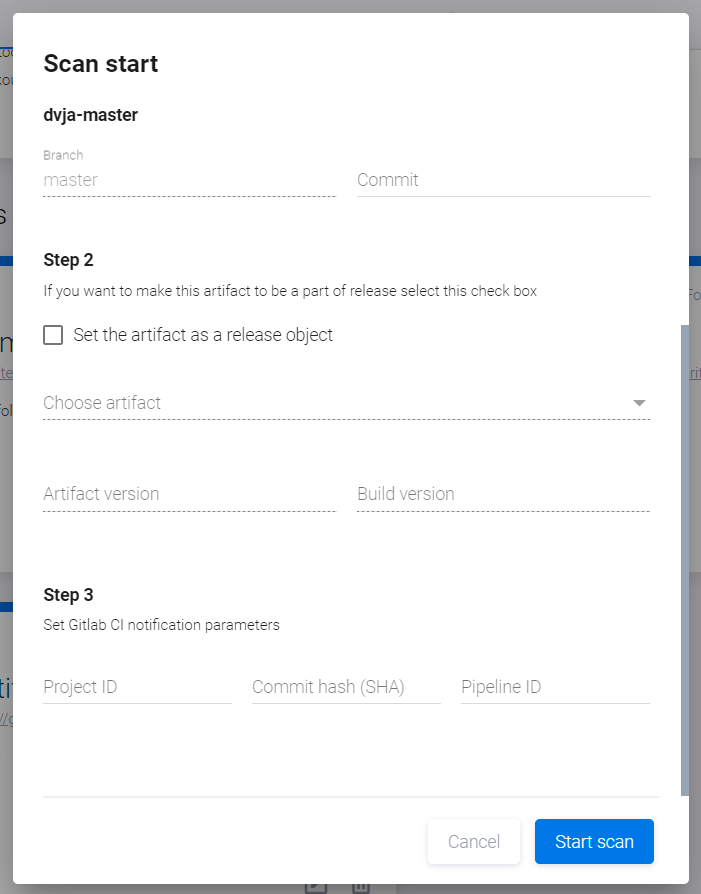 Scan start
dvja-master
Branch
master
Commit
Step 2
If you want to make this artifact to be a part of release select this check box
Set the artifact as a release object
Choose artifact
Artifact version
Build version
Step 3
Set Gitlab CI notification parameters
Project ID
Commit hash (SHA)
Pipeline ID
Cancel
Start scan